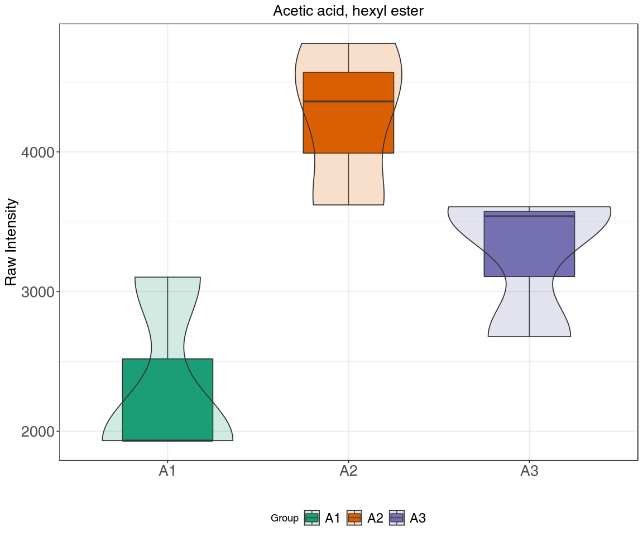 Acetic acid, hexyl ester
Raw Intensity
4000
3000
2000
A1 A2 A3
Group A1 A2 A3